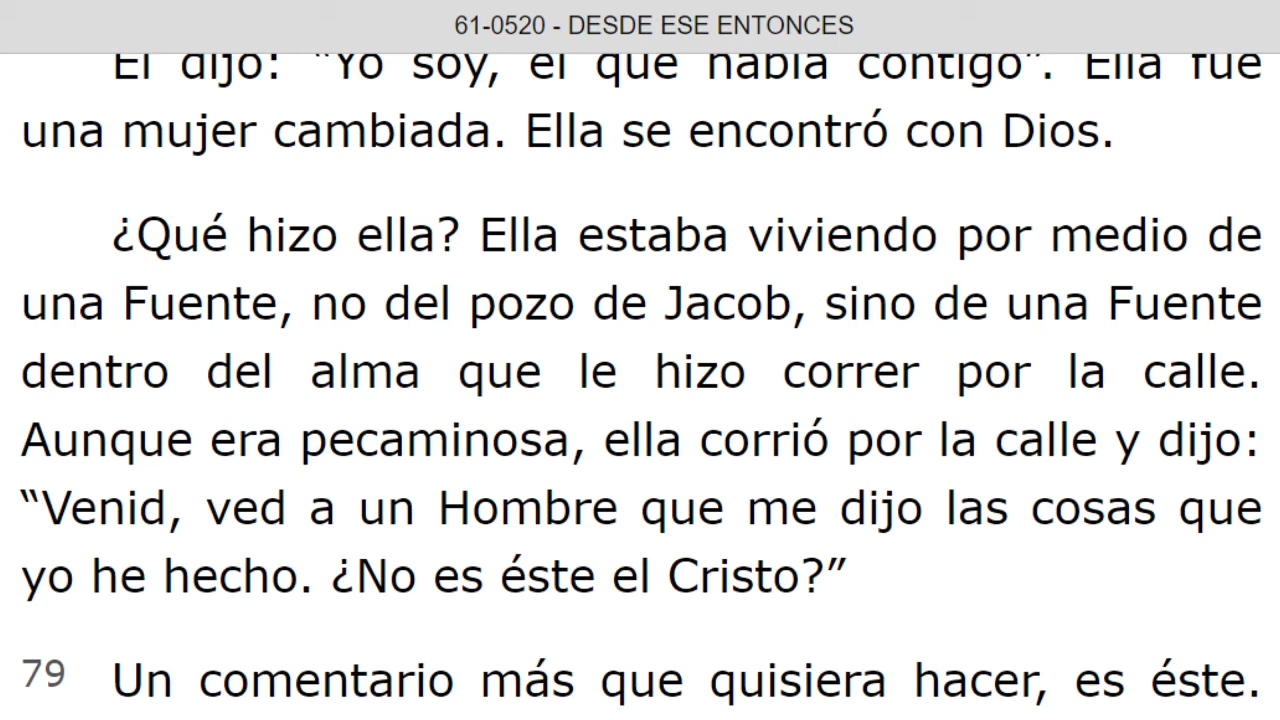 61-0520 - DESDE ESE ENTONCES
Él dijo: “Yo soy, el que habla contigo”. Ella fue
una mujer cambiada. Ella se encontró con Dios.
¿Qué hizo ella? Ella estaba viviendo por medio de
una Fuente, no del pozo de Jacob, sino de una Fuente
dentro del alma que le hizo correr por la calle.
Aunque era pecaminosa, ella corrió por la calle y dijo:
“Venid, ved a un Hombre que me dijo las cosas que
yo he hecho. ¿No es éste el Cristo?”
79 Un comentario más que quisiera hacer, es éste.